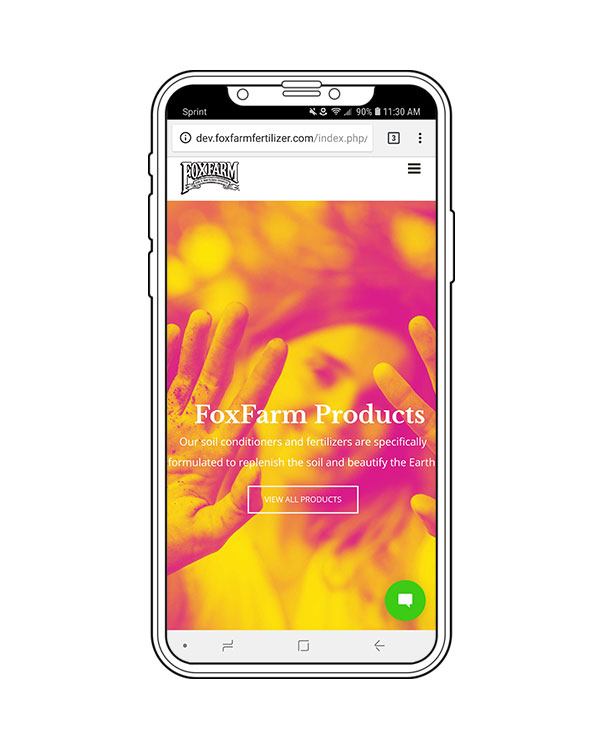 Sprint 90% 11:30 AM
dev.foxfarmfertilizer.com/index.php/ 3
FOXFARM
FoxFarm Products
Our soil conditioners and fertilizers are specifically
formulated to replenish the soil and beautify the Earth
VIEW ALL PRODUCTS